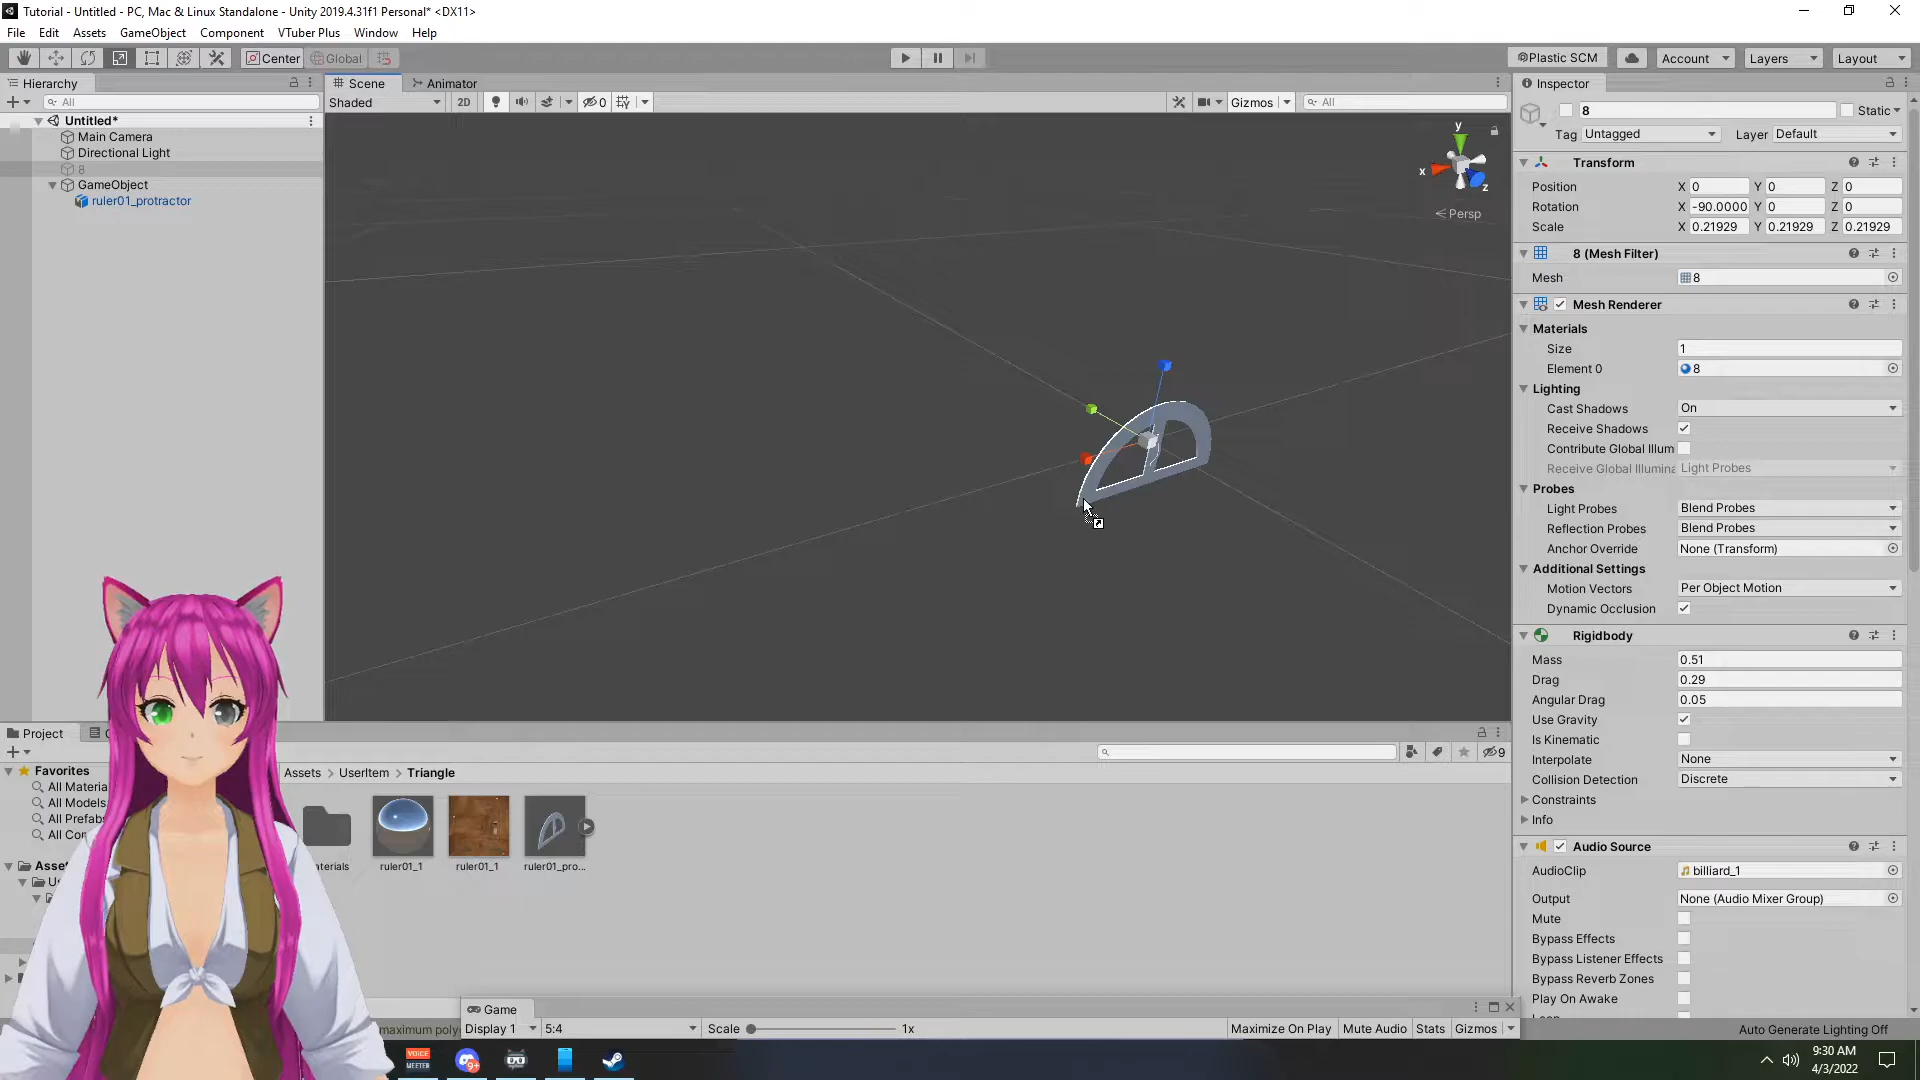 Tutorial - Untitled - PC, Mac & Linux Standalone - Unity 2019.4.31f1 Personal* <DX11>
File Edit Assets GameObject Component VTuber Plus Window Help
Center Global Plastic SCM Account Layers Layout
Hierarchy
All
Untitled*
Main Camera
Directional Light
8
GameObject
ruler01_protractor
Scene Animator
Shaded 2D 0 Gizmos All
y
x
z
Persp
Inspector
8 Static
Tag Untagged Layer Default
Transform
Position X 0 Y 0 Z 0
Rotation X -90.0000 Y 0 Z 0
Scale X 0.21929 Y 0.21929 Z 0.21929
8 (Mesh Filter)
Mesh 8
Mesh Renderer
Materials
Size 1
Element 0 8
Lighting
Cast Shadows On
Receive Shadows
Contribute Global Illum
Receive Global Illumina Light Probes
Probes
Light Probes Blend Probes
Reflection Probes Blend Probes
Anchor Override None (Transform)
Additional Settings
Motion Vectors Per Object Motion
Dynamic Occlusion
Rigidbody
Mass 0.51
Drag 0.29
Angular Drag 0.05
Use Gravity
Is Kinematic
Interpolate None
Collision Detection Discrete
Constraints
Info
Audio Source
AudioClip billiard_1
Output None (Audio Mixer Group)
Mute
Bypass Effects
Bypass Listener Effects
Bypass Reverb Zones
Play On Awake
Project
9
Favorites
All Materia
All Models
All Prefabs
All Con
Asset
Assets > UserItem > Triangle
aterials ruler01_1 ruler01_1 ruler01_pro...
Game
Display 1 5:4 Scale 1x Maximize On Play Mute Audio Stats Gizmos
maximum poly
Auto Generate Lighting Off
VOICE
MEETER
9+
9:30 AM
4/3/2022